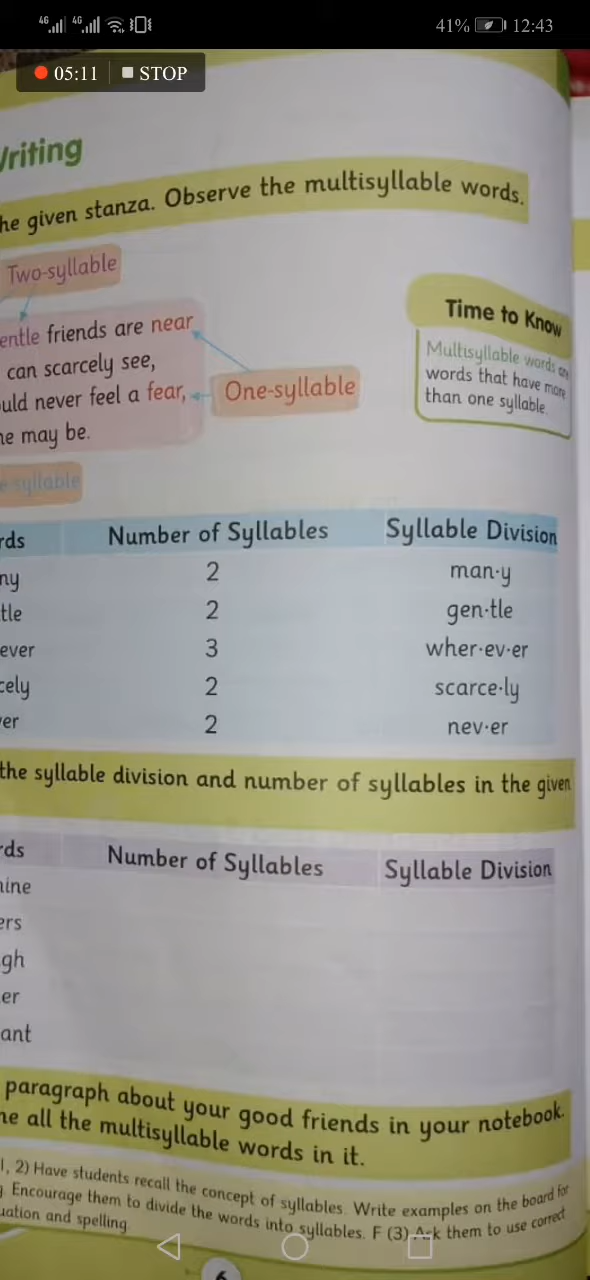 4G 4G 41% 12:43
05:11 STOP
Writing
he given stanza. Observe the multisyllable words.
Two-syllable
entle friends are near
can scarcely see,
uld never feel a fear,
ne may be.
One-syllable
e-syllable
Time to Know
Multisyllable words are
words that have more
than one syllable.
rds Number of Syllables Syllable Division
ny 2 man·y
tle 2 gen·tle
ever 3 wher·ev·er
cely 2 scarce·ly
er 2 nev·er
the syllable division and number of syllables in the given
rds Number of Syllables Syllable Division
ine
ers
gh
er
ant
paragraph about your good friends in your notebook.
ne all the multisyllable words in it.
1, 2) Have students recall the concept of syllables. Write examples on the board for
g. Encourage them to divide the words into syllables. F (3) Ask them to use correct
uation and spelling.
6